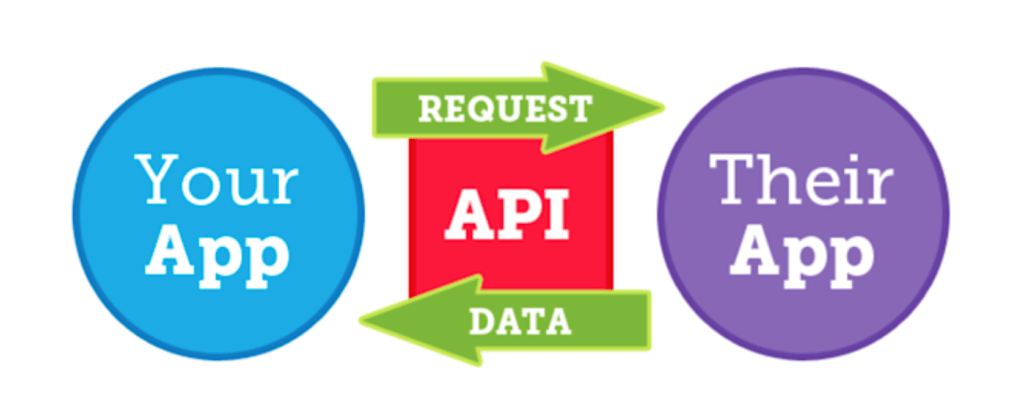 Your
App
REQUEST
API
DATA
Their
App